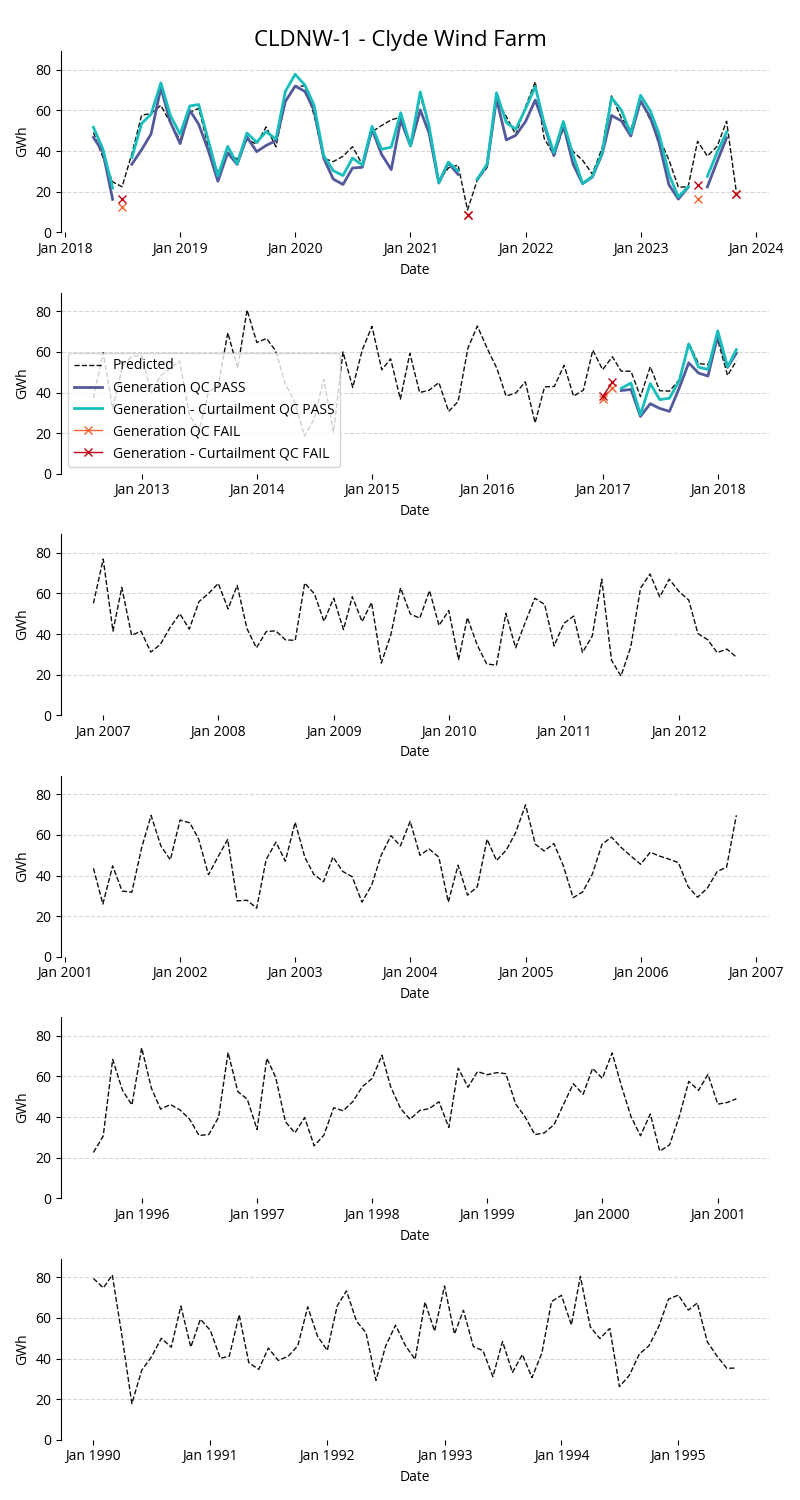 CLDNW-1 - Clyde Wind Farm
80
60
40
20
0
GWh
Jan 2018 Jan 2019 Jan 2020 Jan 2021 Jan 2022 Jan 2023 Jan 2024
Date
80
60
40
20
0
GWh
Predicted
Generation QC PASS
Generation - Curtailment QC PASS
Generation QC FAIL
Generation - Curtailment QC FAIL
Jan 2013 Jan 2014 Jan 2015 Jan 2016 Jan 2017 Jan 2018
Date
80
60
40
20
0
GWh
Jan 2007 Jan 2008 Jan 2009 Jan 2010 Jan 2011 Jan 2012
Date
80
60
40
20
0
GWh
Jan 2001 Jan 2002 Jan 2003 Jan 2004 Jan 2005 Jan 2006 Jan 2007
Date
80
60
40
20
0
GWh
Jan 1996 Jan 1997 Jan 1998 Jan 1999 Jan 2000 Jan 2001
Date
80
60
40
20
0
GWh
Jan 1990 Jan 1991 Jan 1992 Jan 1993 Jan 1994 Jan 1995
Date